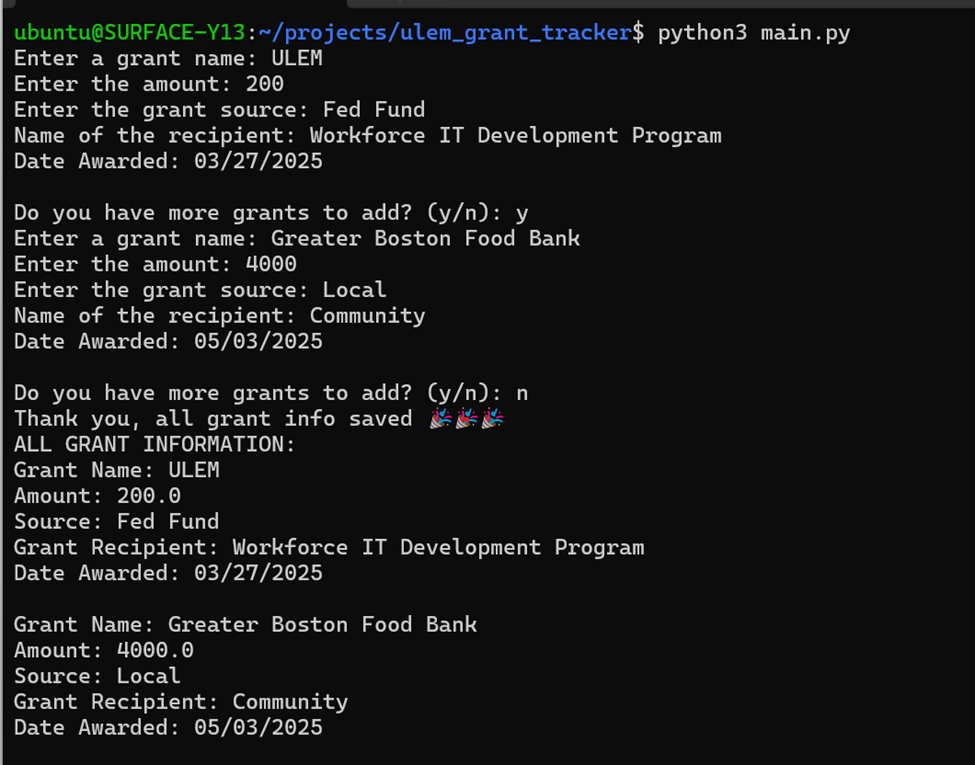 ubuntu@SURFACE-Y13:~/projects/ulem_grant_tracker$ python3 main.py
Enter a grant name: ULEM
Enter the amount: 200
Enter the grant source: Fed Fund
Name of the recipient: Workforce IT Development Program
Date Awarded: 03/27/2025
Do you have more grants to add? (y/n): y
Enter a grant name: Greater Boston Food Bank
Enter the amount: 4000
Enter the grant source: Local
Name of the recipient: Community
Date Awarded: 05/03/2025
Do you have more grants to add? (y/n): n
Thank you, all grant info saved 🎉🎉🎉
ALL GRANT INFORMATION:
Grant Name: ULEM
Amount: 200.0
Source: Fed Fund
Grant Recipient: Workforce IT Development Program
Date Awarded: 03/27/2025
Grant Name: Greater Boston Food Bank
Amount: 4000.0
Source: Local
Grant Recipient: Community
Date Awarded: 05/03/2025